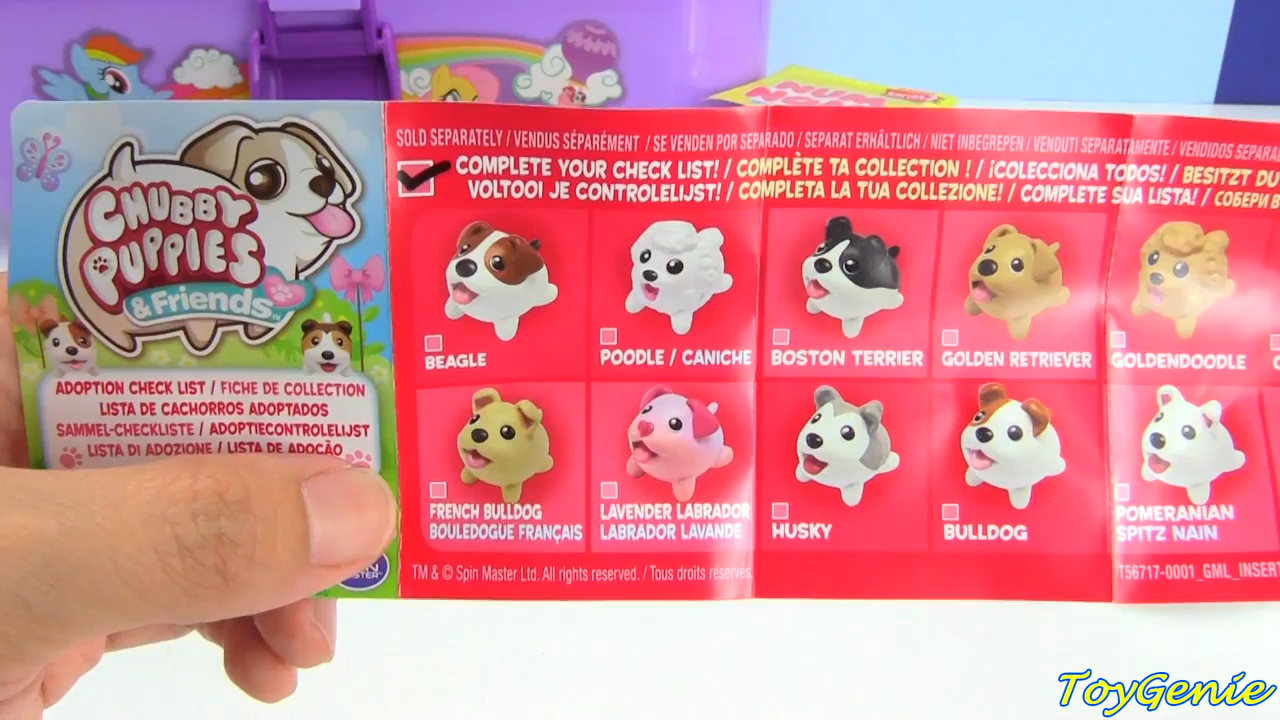 CHUBBY
PUPPIES
& Friends™
ADOPTION CHECK LIST / FICHE DE COLLECTION
LISTA DE CACHORROS ADOPTADOS
SAMMEL-CHECKLISTE / ADOPTIECONTROLELIJST
LISTA DI ADOZIONE / LISTA DE ADOÇÃO
SOLD SEPARATELY / VENDUS SÉPARÉMENT / SE VENDEN POR SEPARADO / SEPARAT ERHÄLTLICH / NIET INBEGREPEN / VENDUTI SEPARATAMENTE / VENDIDOS
COMPLETE YOUR CHECK LIST! / COMPLÈTE TA COLLECTION ! / ¡COLECCIONA TODOS! / BESITZT DU
VOLTOOI JE CONTROLELIJST! / COMPLETA LA TUA COLLEZIONE! / COMPLETE SUA LISTA! / СОБЕРИ
BEAGLE
POODLE / CANICHE
BOSTON TERRIER
GOLDEN RETRIEVER
GOLDENDOODLE
FRENCH BULLDOG
BOULEDOGUE FRANÇAIS
LAVENDER LABRADOR
LABRADOR LAVANDE
HUSKY
BULLDOG
POMERANIAN
SPITZ NAIN
TM & © Spin Master Ltd. All rights reserved. / Tous droits reservés.
T56717-0001_GML_INSERT
NUM
NOM
ToyGenie